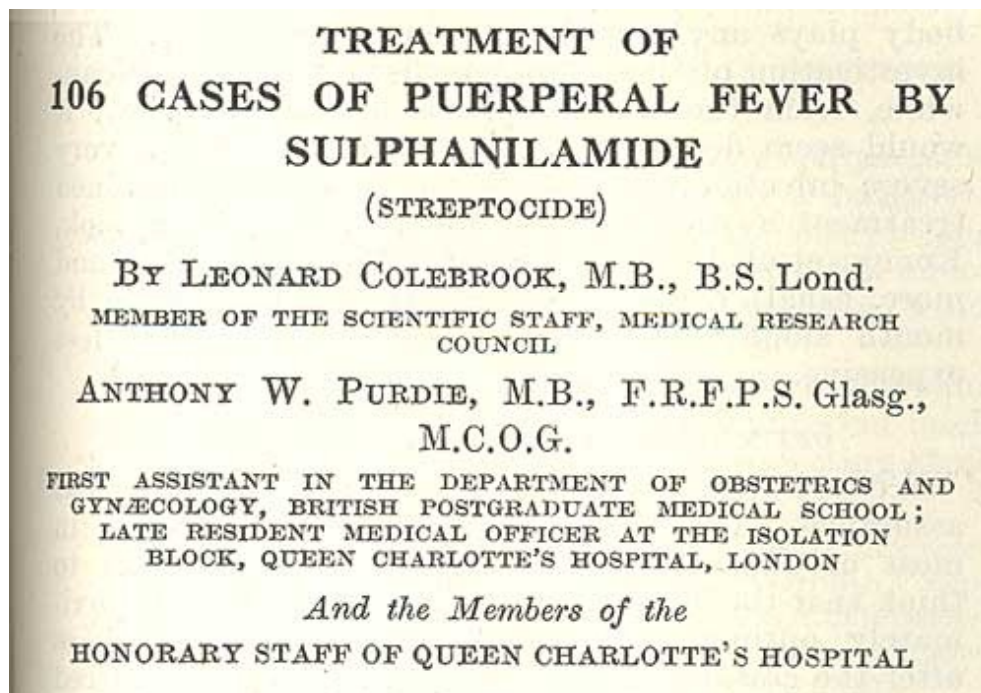 TREATMENT OF
106 CASES OF PUERPERAL FEVER BY
SULPHANILAMIDE
(STREPTOCIDE)
BY LEONARD COLEBROOK, M.B., B.S. Lond.
MEMBER OF THE SCIENTIFIC STAFF, MEDICAL RESEARCH
COUNCIL
ANTHONY W. PURDIE, M.B., F.R.F.P.S. Glasg.,
M.C.O.G.
FIRST ASSISTANT IN THE DEPARTMENT OF OBSTETRICS AND
GYNÆCOLOGY, BRITISH POSTGRADUATE MEDICAL SCHOOL;
LATE RESIDENT MEDICAL OFFICER AT THE ISOLATION
BLOCK, QUEEN CHARLOTTE'S HOSPITAL, LONDON
And the Members of the
HONORARY STAFF OF QUEEN CHARLOTTE'S HOSPITAL